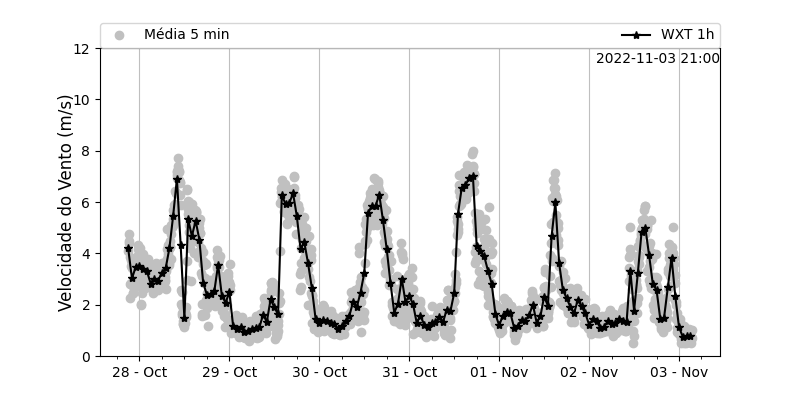 Média 5 min
WXT 1h
2022-11-03 21:00
Velocidade do Vento (m/s)
12
10
8
6
4
2
0
28 - Oct
29 - Oct
30 - Oct
31 - Oct
01 - Nov
02 - Nov
03 - Nov